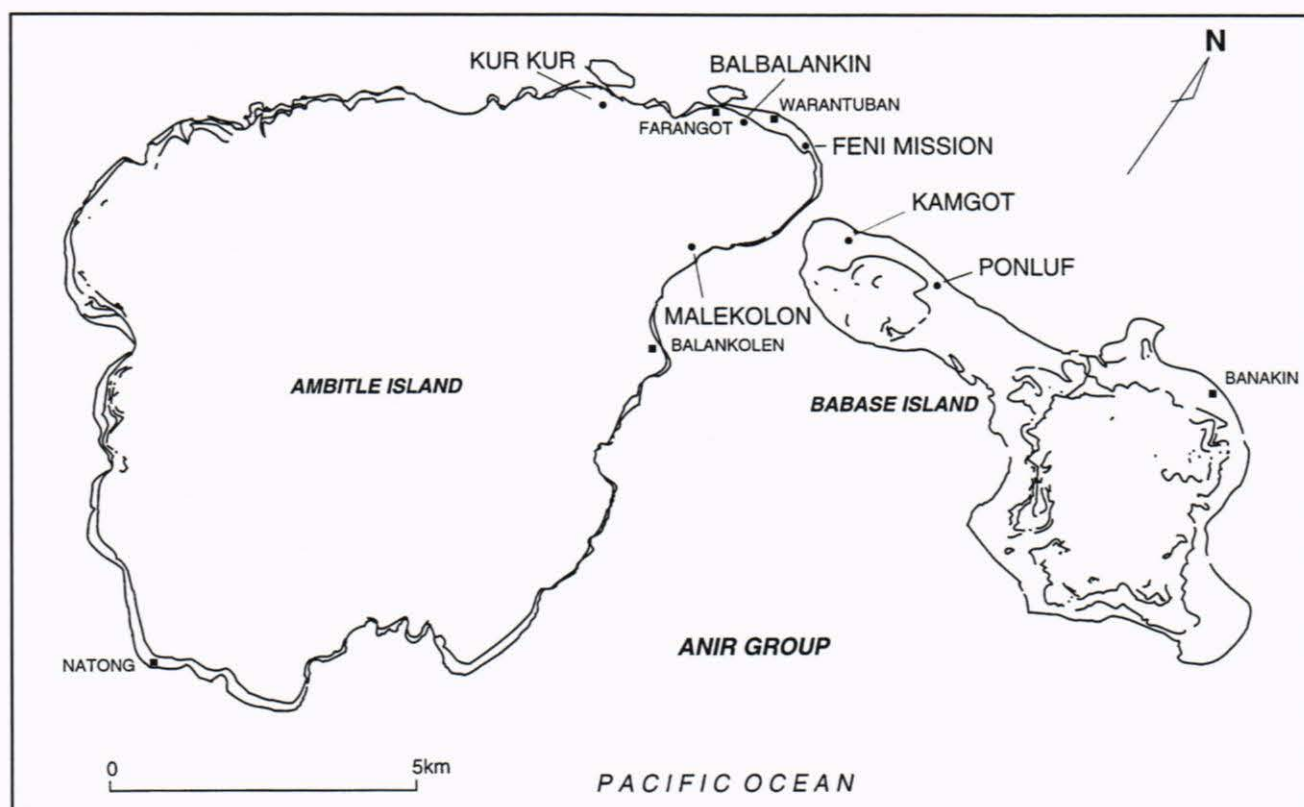 N
KUR KUR
BALBALANKIN
WARANTUBAN
FARANGOT
FENI MISSION
KAMGOT
PONLUF
MALEKOLON
BALANKOLEN
AMBITLE ISLAND
BABASE ISLAND
BANAKIN
ANIR GROUP
NATONG
0 5km
PACIFIC OCEAN